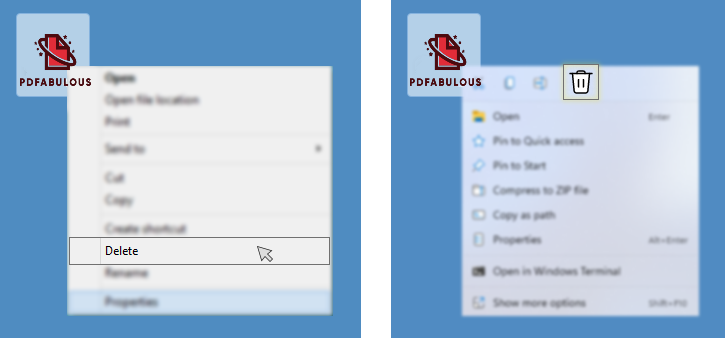 PDFABULOUS
Open
Open file location
Print
Send to
Cut
Copy
Create shortcut
Delete
Rename
Properties
PDFABULOUS
Open Enter
Pin to Quick access
Pin to Start
Compress to ZIP file
Copy as path
Properties Alt+Enter
Open in Windows Terminal
Show more options Shift+F10